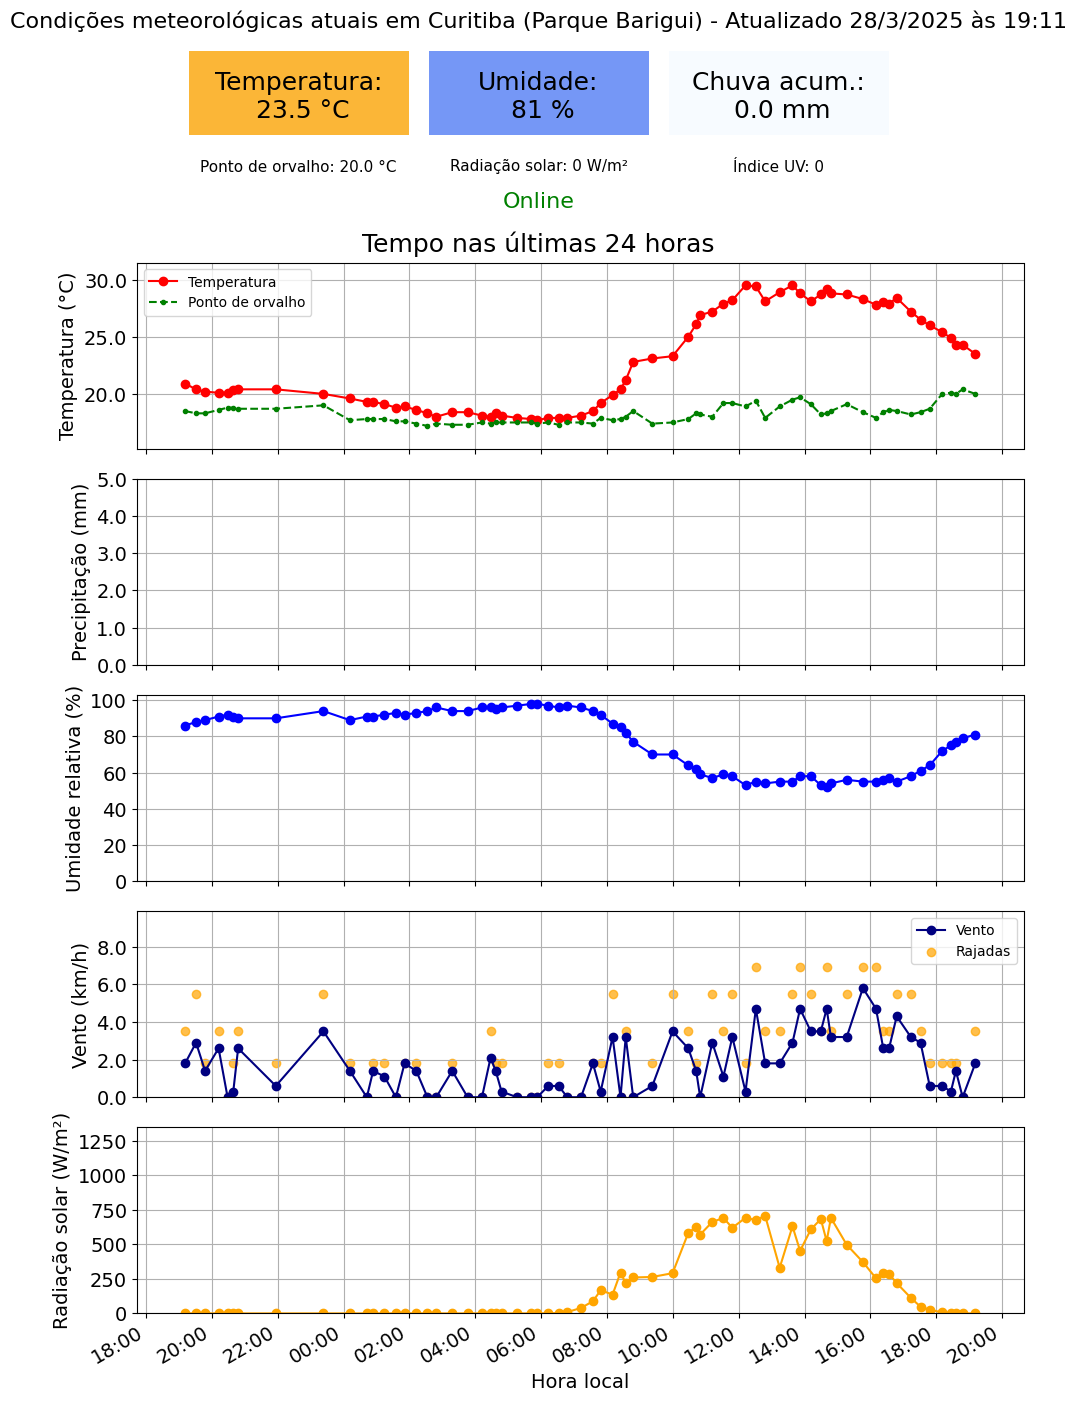 Condições meteorológicas atuais em Curitiba (Parque Barigui) - Atualizado 28/3/2025 às 19:11
Temperatura:
23.5 °C
Umidade:
81 %
Chuva acum.:
0.0 mm
Ponto de orvalho: 20.0 °C
Radiação solar: 0 W/m²
Índice UV: 0
Online
Tempo nas últimas 24 horas
Temperatura (°C)
30.0
25.0
20.0
Temperatura
Ponto de orvalho
Precipitação (mm)
5.0
4.0
3.0
2.0
1.0
0.0
Umidade relativa (%)
100
80
60
40
20
0
Vento (km/h)
8.0
6.0
4.0
2.0
0.0
Vento
Rajadas
Radiação solar (W/m²)
1250
1000
750
500
250
0
18:00
20:00
22:00
00:00
02:00
04:00
06:00
08:00
10:00
12:00
14:00
16:00
18:00
20:00
Hora local